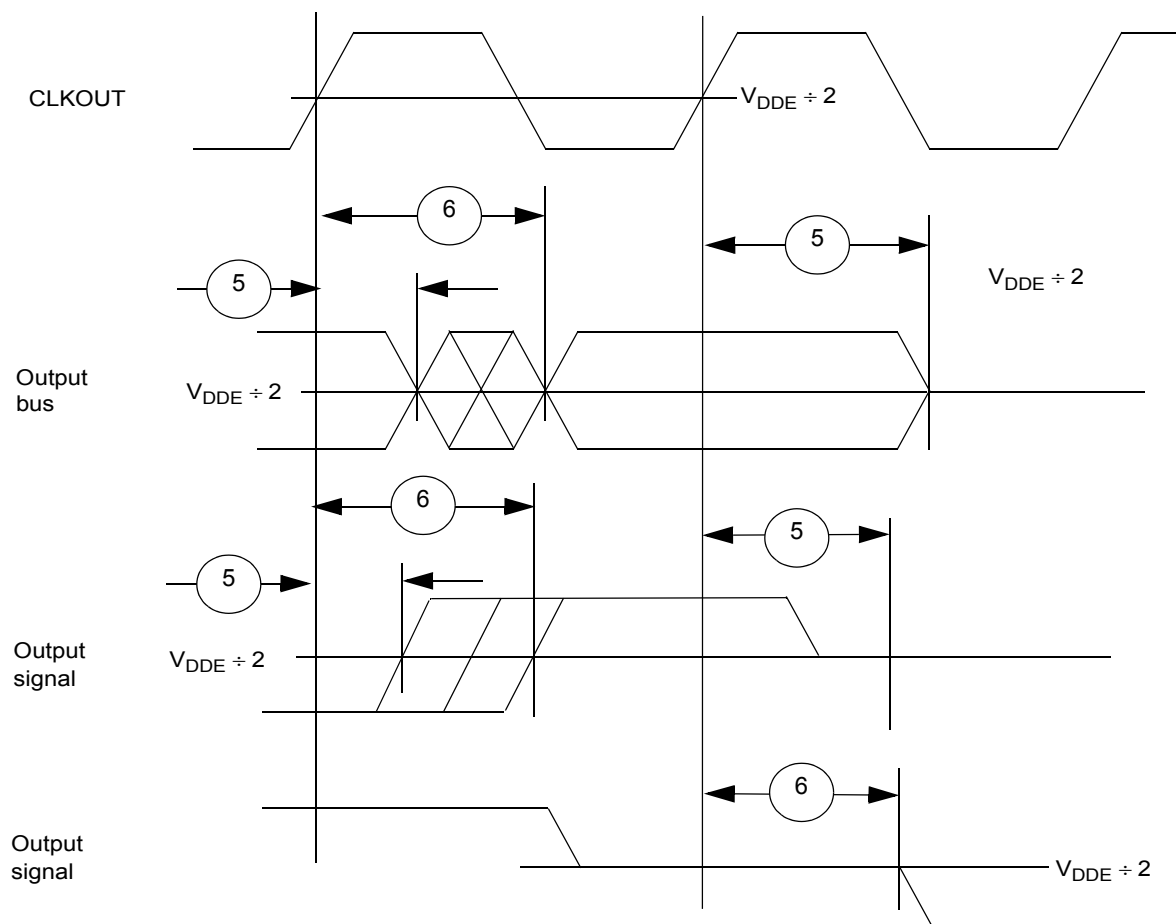 CLKOUT
V_DDE ÷ 2
6
5
5
V_DDE ÷ 2
Output
bus
V_DDE ÷ 2
6
5
5
Output
signal
V_DDE ÷ 2
6
Output
signal
V_DDE ÷ 2